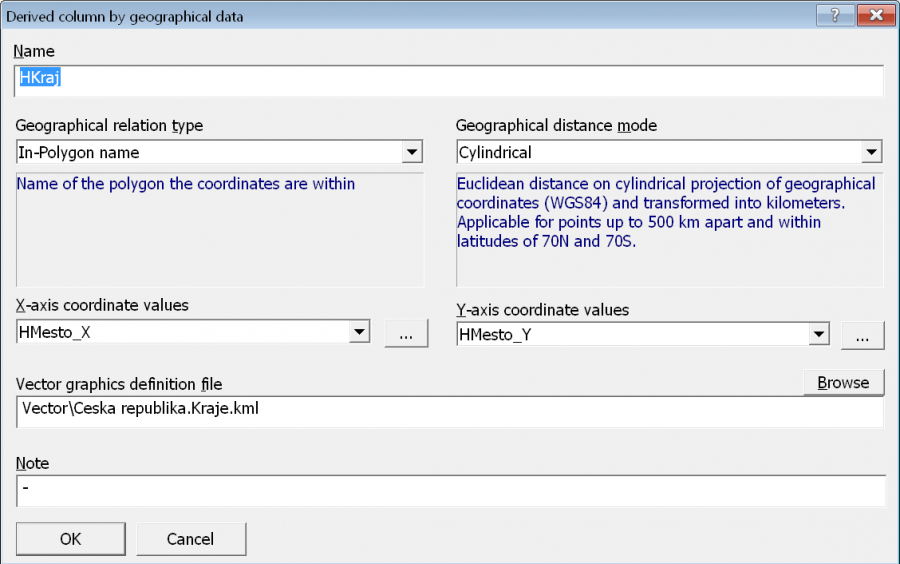 Derived column by geographical data
?
Name
HKraj
Geographical relation type
Geographical distance mode
In-Polygon name
Cylindrical
Name of the polygon the coordinates are within
Euclidean distance on cylindrical projection of geographical
coordinates (WGS84) and transformed into kilometers.
Applicable for points up to 500 km apart and within
latitudes of 70N and 70S.
X-axis coordinate values
Y-axis coordinate values
HMesto_X
...
HMesto_Y
...
Vector graphics definition file
Browse
Vector\Ceska republika.Kraje.kml
Note
-
OK
Cancel